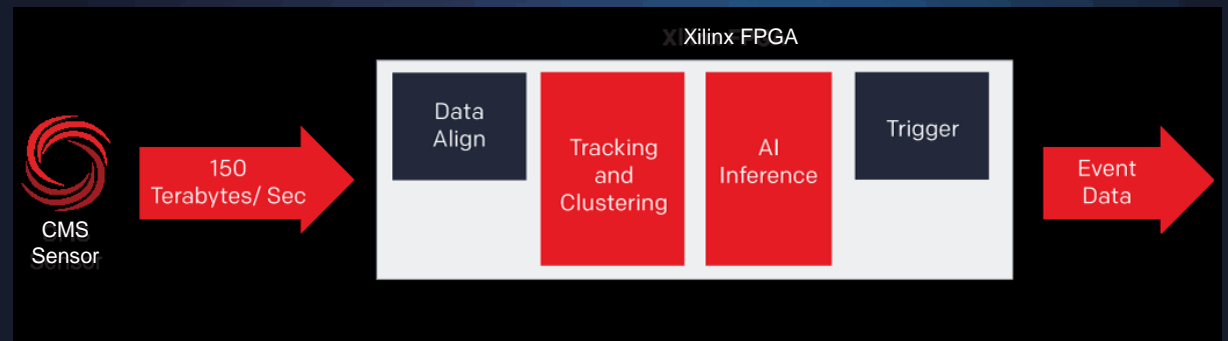 Xilinx FPGA
CMS
Sensor
150
Terabytes/ Sec
Data
Align
Tracking
and
Clustering
AI
Inference
Trigger
Event
Data